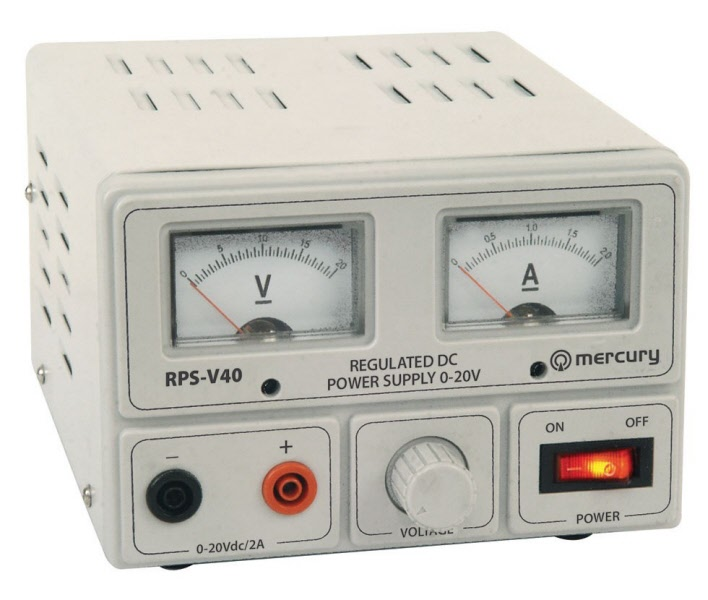 0 5 10 15 20
V
0 0.5 1.0 1.5 2.0
A
RPS-V40
REGULATED DC
POWER SUPPLY 0-20V
mercury
- +
0-20Vdc/2A
VOLTAGE
ON OFF
POWER